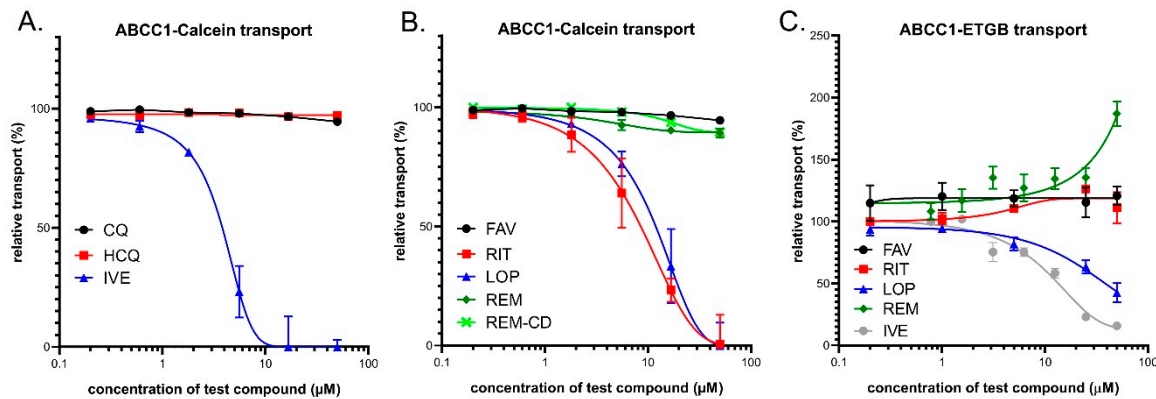 A.
ABCC1-Calcein transport
relative transport (%)
100
50
0
CQ
HCQ
IVE
0.1 1 10 100
concentration of test compound (µM)
B.
ABCC1-Calcein transport
relative transport (%)
100
50
0
FAV
RIT
LOP
REM
REM-CD
0.1 1 10 100
concentration of test compound (µM)
C.
ABCC1-ETGB transport
relative transport (%)
250
200
150
100
50
0
FAV
RIT
LOP
REM
IVE
0.1 1 10 100
concentration of test compound (µM)